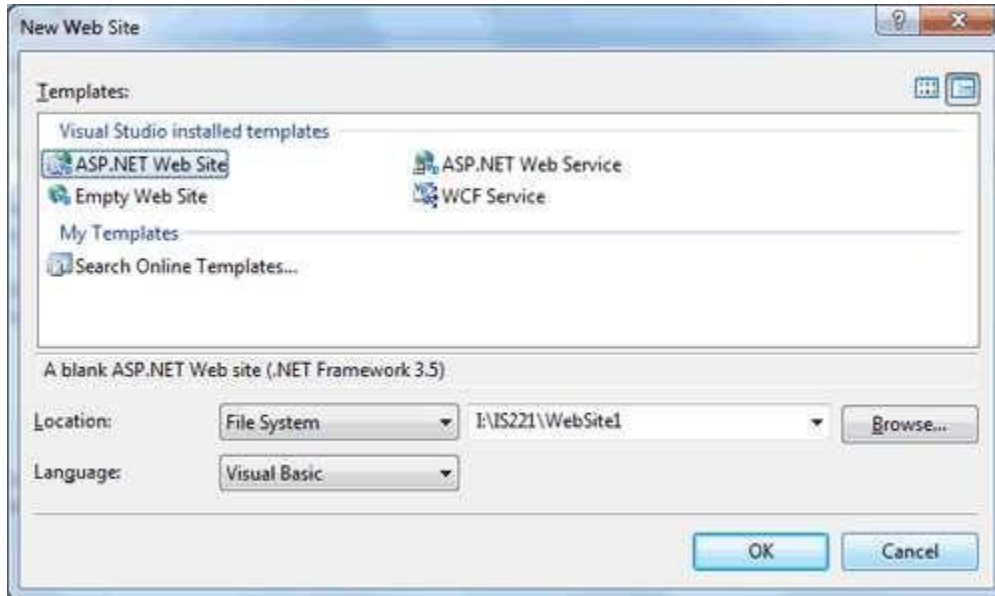 New Web Site
Templates:
Visual Studio installed templates
ASP.NET Web Site
ASP.NET Web Service
Empty Web Site
WCF Service
My Templates
Search Online Templates...
A blank ASP.NET Web site (.NET Framework 3.5)
Location:
File System
I:\IS221\WebSite1
Browse...
Language:
Visual Basic
OK
Cancel